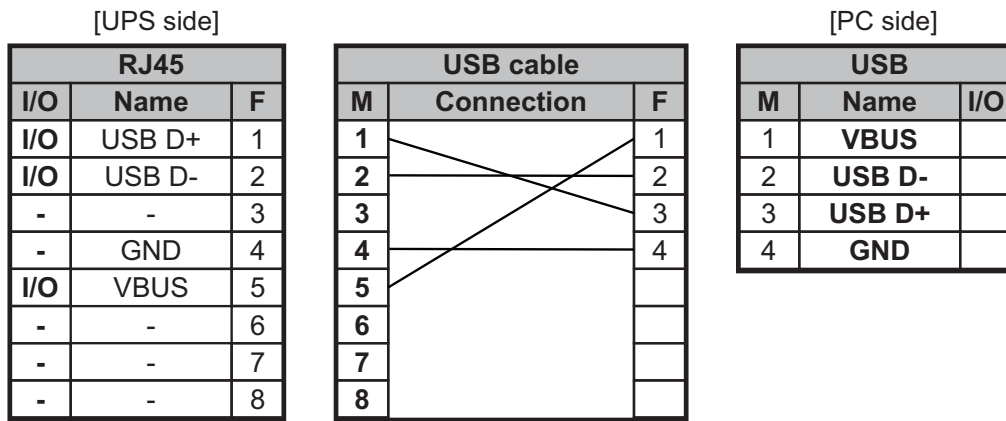 [UPS side]
[PC side]
RJ45
I/O Name F
I/O USB D+ 1
I/O USB D- 2
- - 3
- GND 4
I/O VBUS 5
- - 6
- - 7
- - 8
USB cable
M Connection F
1 1
2 2
3 3
4 4
5
6
7
8
USB
M Name I/O
1 VBUS
2 USB D-
3 USB D+
4 GND